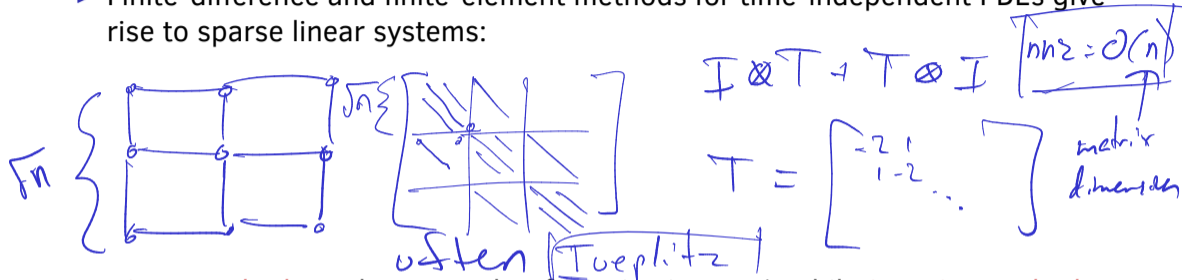 Finite-difference and finite-element methods for time-independent PDEs give
rise to sparse linear systems:
I ⊗ T + T ⊗ I
nnz = O(n)
√n
√n
T = [ -2 1
1 -2
⋱ ]
matrix
dimension
often Toeplitz